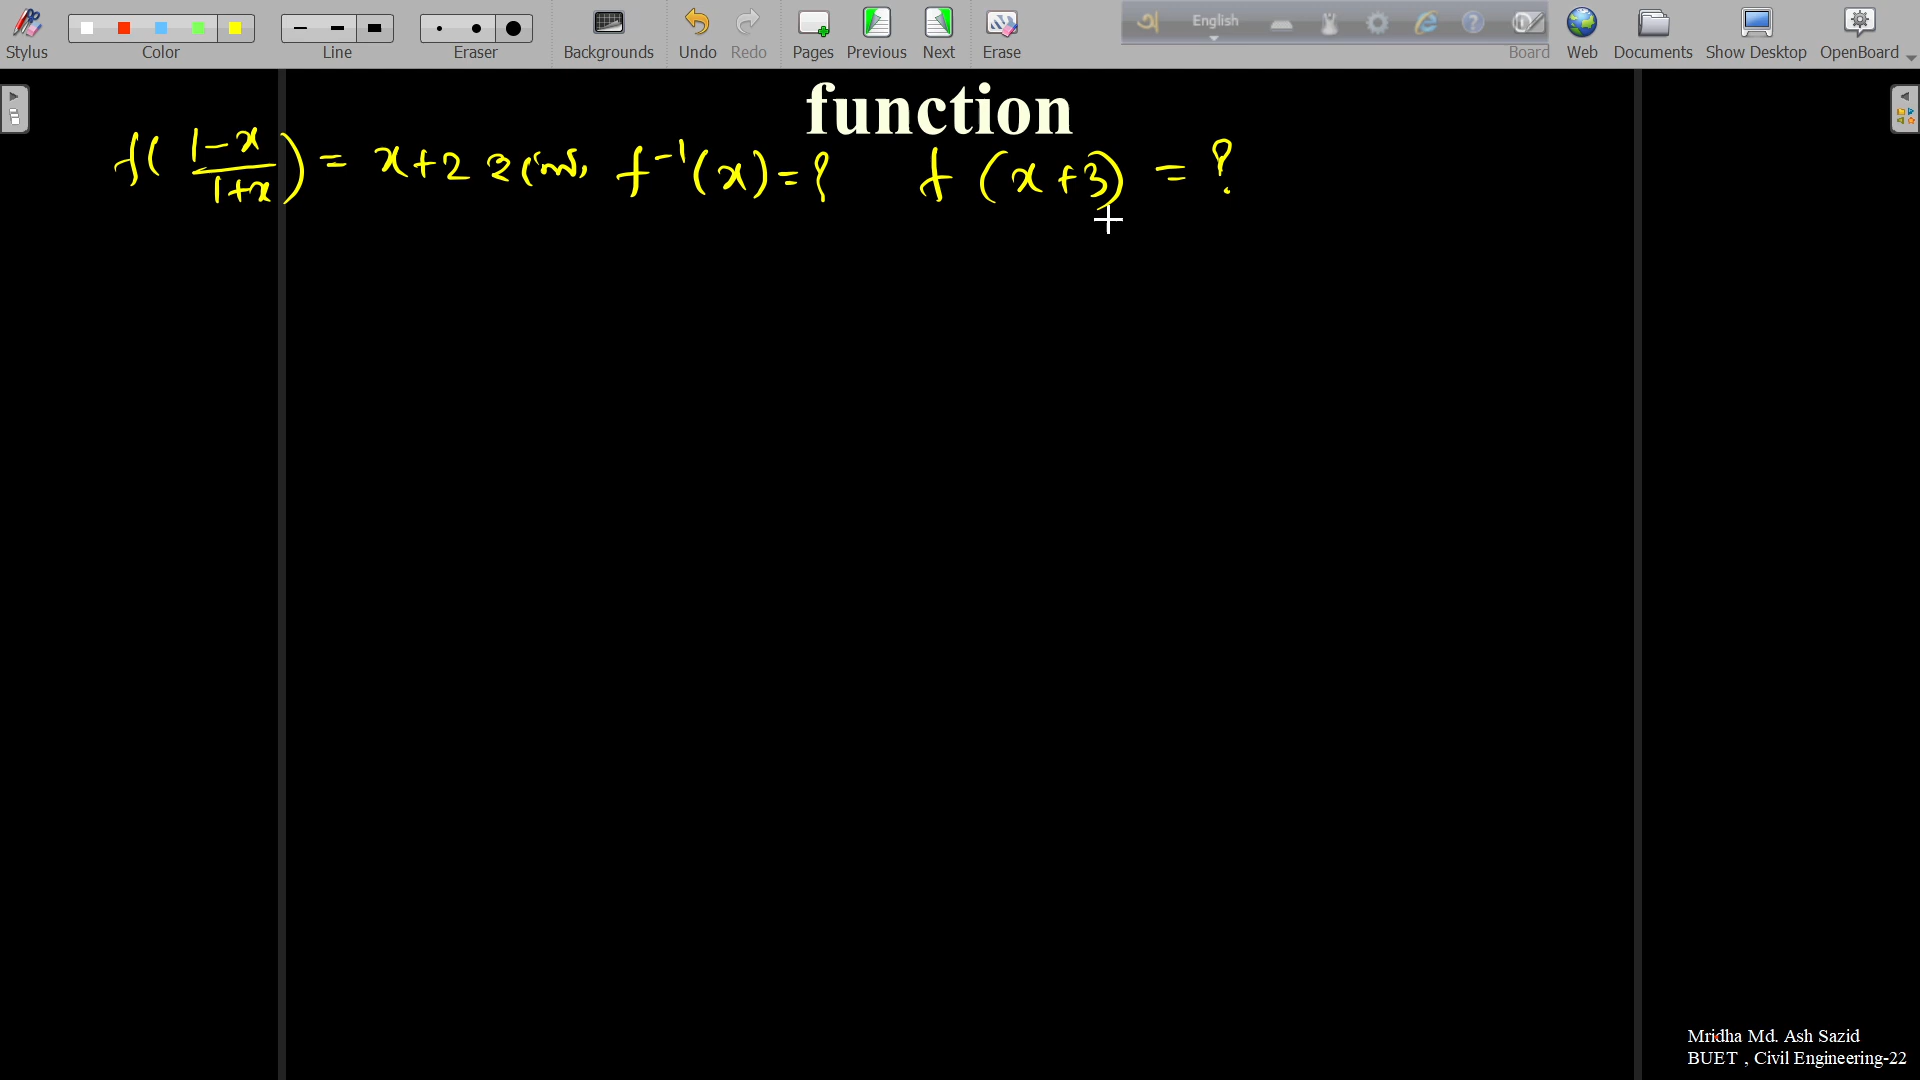 Stylus Color Line Eraser Backgrounds Undo Redo Pages Previous Next Erase English Board Web Documents Show Desktop OpenBoard
function
f(1-x/1+x) = x+2 হলে, f⁻¹(x)=? f(x+3) = ?
Mridha Md. Ash Sazid
BUET , Civil Engineering-22